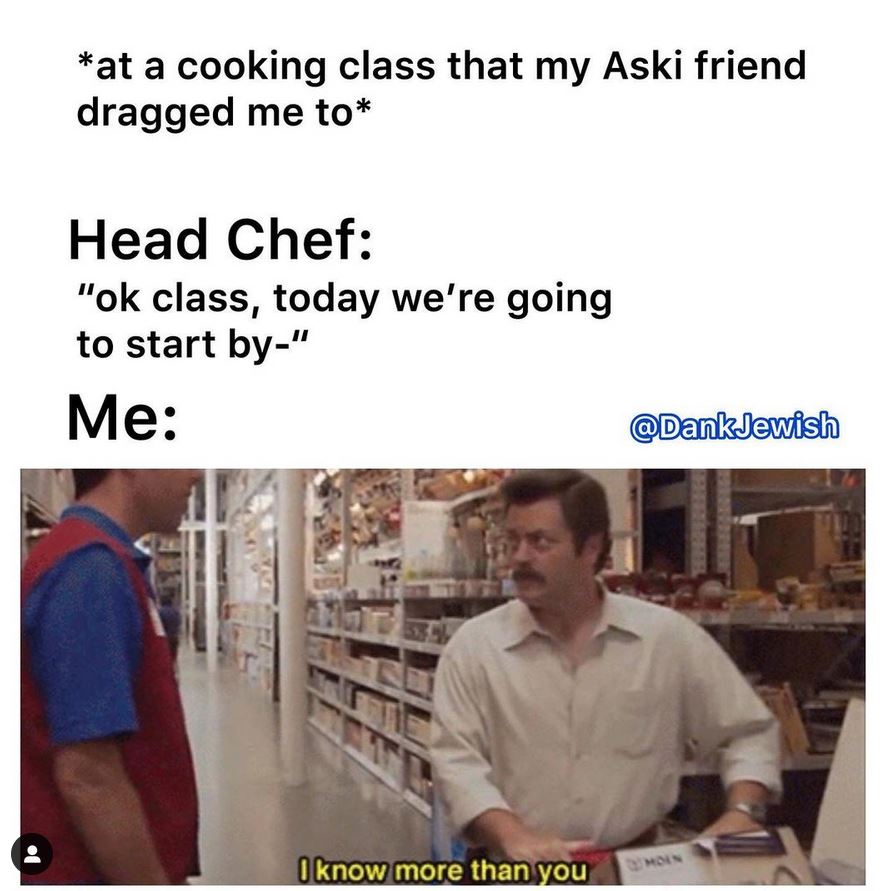 *at a cooking class that my Aski friend
dragged me to*
Head Chef:
“ok class, today we’re going
to start by-“
Me:
@DankJewish
I know more than you
MOEN